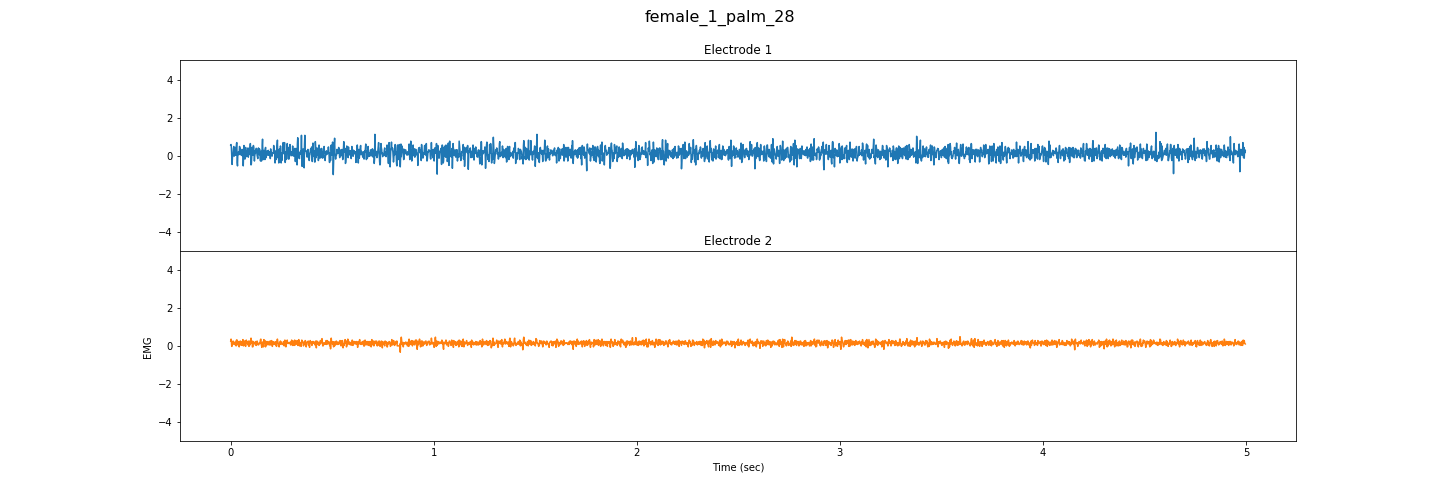 female_1_palm_28
Electrode 1
4
2
0
−2
−4
Electrode 2
4
2
0
−2
−4
EMG
0 1 2 3 4 5
Time (sec)